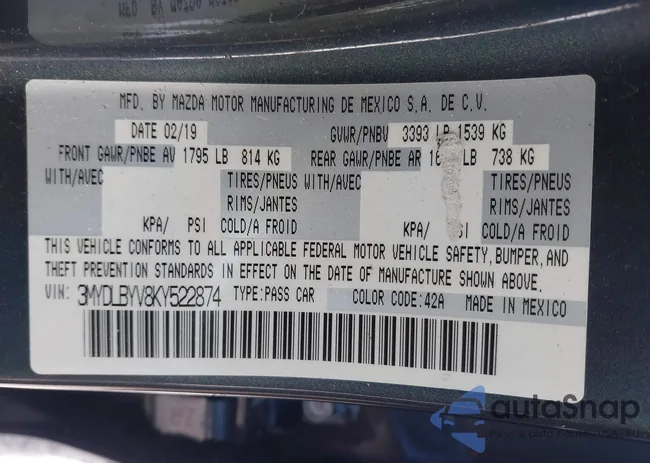 MFD. BY MAZDA MOTOR MANUFACTURING DE MEXICO S.A. DE C.V.
DATE 02/19 GVWR/PNBV 3393 LB 1539 KG
FRONT GAWR/PNBE AV 1795 LB 814 KG REAR GAWR/PNBE AR LB 738 KG
WITH/AVEC TIRES/PNEUS WITH/AVEC TIRES/PNEUS
RIMS/JANTES RIMS/JANTES
KPA/ PSI COLD/A FROID KPA/ PSI COLD/A FROID
THIS VEHICLE CONFORMS TO ALL APPLICABLE FEDERAL MOTOR VEHICLE SAFETY, BUMPER, AND
THEFT PREVENTION STANDARDS IN EFFECT ON THE DATE OF MANUFACTURE SHOWN ABOVE.
VIN: 3MYDLBYV8KY522874 TYPE:PASS CAR COLOR CODE:42A MADE IN MEXICO
autoSnap